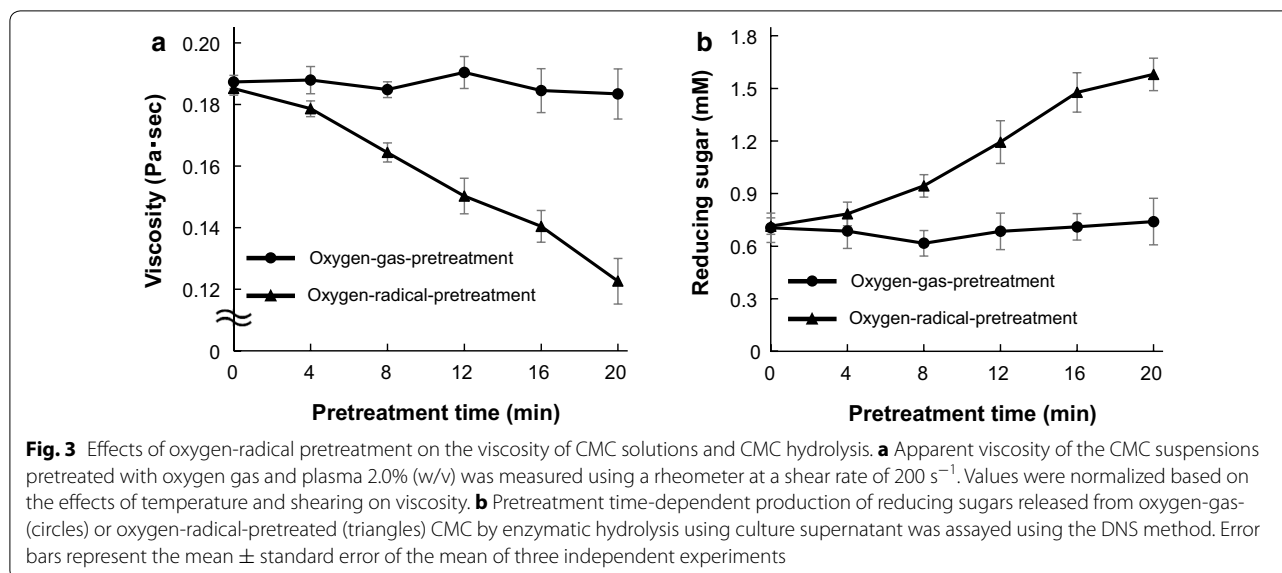 a
0.20
0.18
0.16
0.14
0.12
0
Viscosity (Pa·sec)
Oxygen-gas-pretreatment
Oxygen-radical-pretreatment
0 4 8 12 16 20
Pretreatment time (min)
b
1.8
1.5
1.2
0.9
0.6
0.3
0
Reducing sugar (mM)
Oxygen-gas-pretreatment
Oxygen-radical-pretreatment
0 4 8 12 16 20
Pretreatment time (min)
Fig. 3 Effects of oxygen-radical pretreatment on the viscosity of CMC solutions and CMC hydrolysis. a Apparent viscosity of the CMC suspensions
pretreated with oxygen gas and plasma 2.0% (w/v) was measured using a rheometer at a shear rate of 200 s⁻¹. Values were normalized based on
the effects of temperature and shearing on viscosity. b Pretreatment time-dependent production of reducing sugars released from oxygen-gas-
(circles) or oxygen-radical-pretreated (triangles) CMC by enzymatic hydrolysis using culture supernatant was assayed using the DNS method. Error
bars represent the mean ± standard error of the mean of three independent experiments